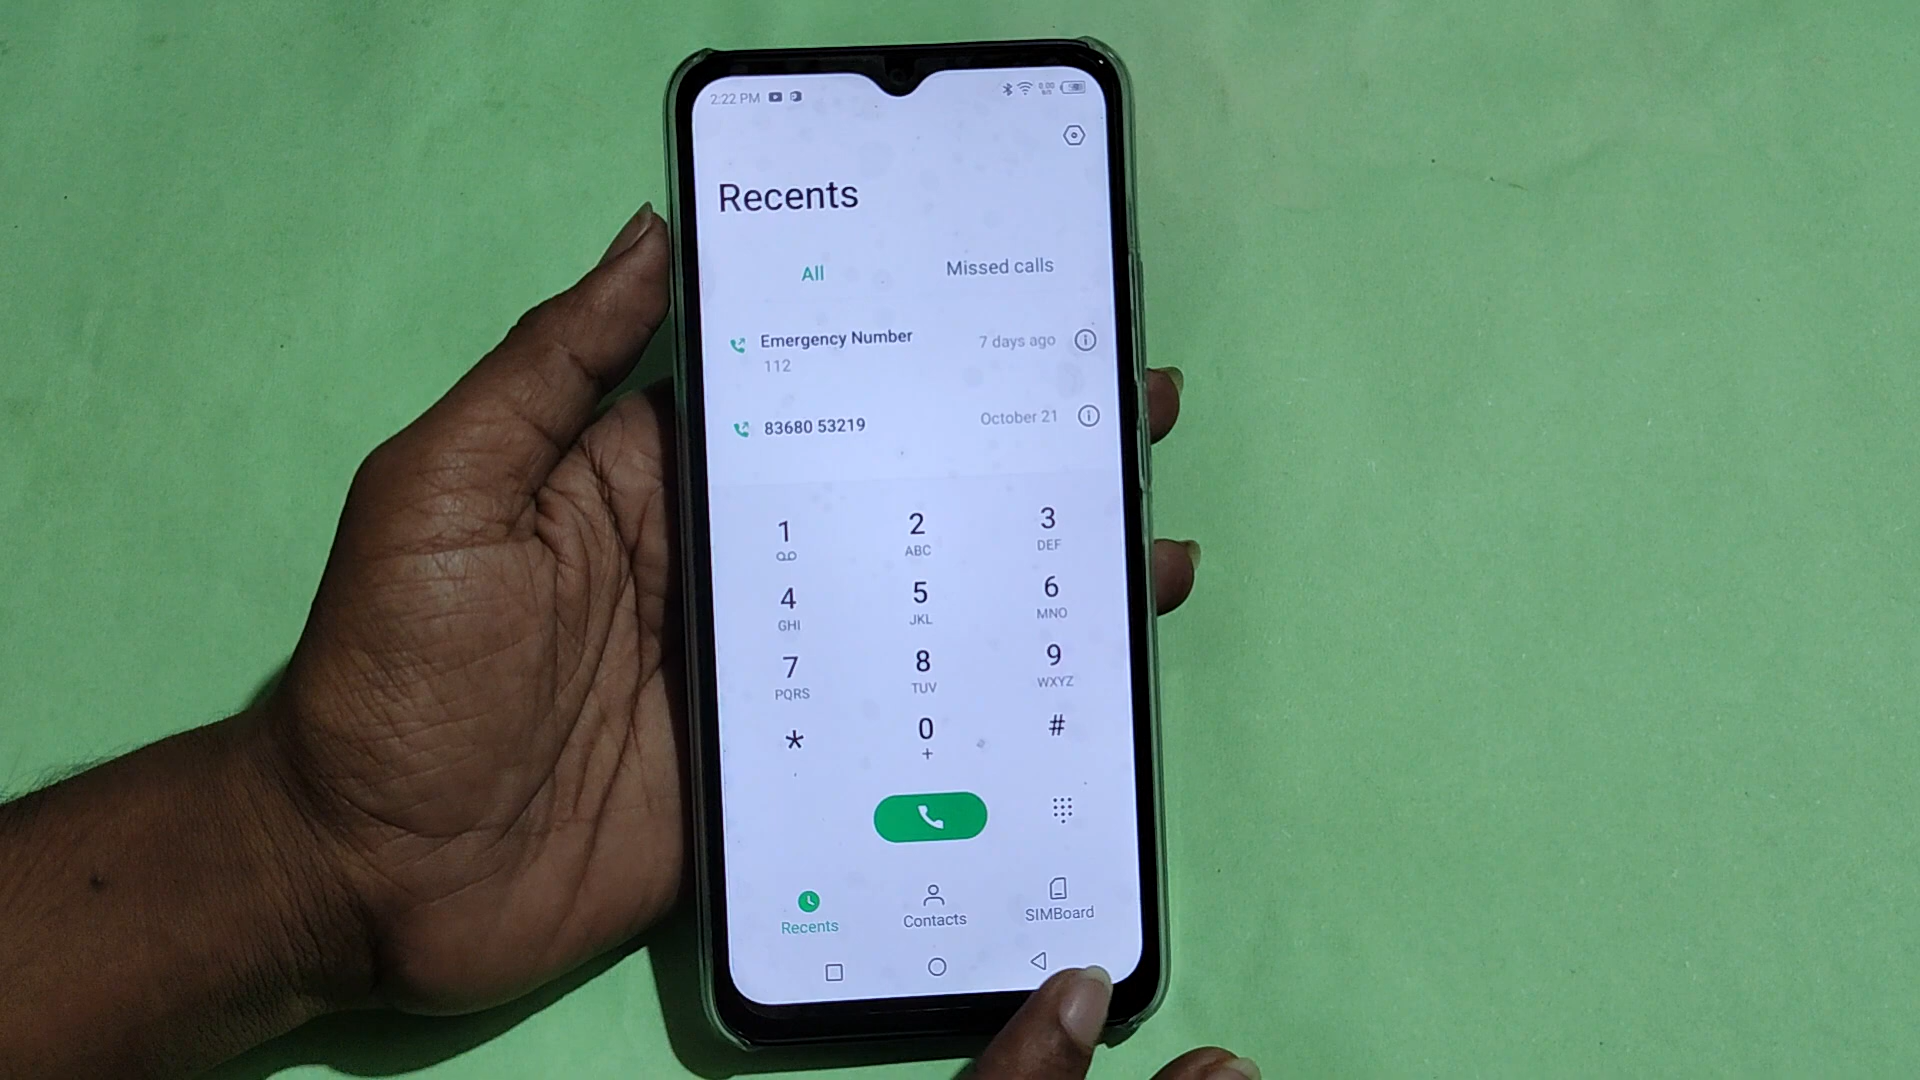 2:22 PM
Recents
All Missed calls
Emergency Number 7 days ago
112
83680 53219 October 21
1 2 3
ABC DEF
4 5 6
GHI JKL MNO
7 8 9
PQRS TUV WXYZ
* 0 #
+
Recents Contacts SIMBoard